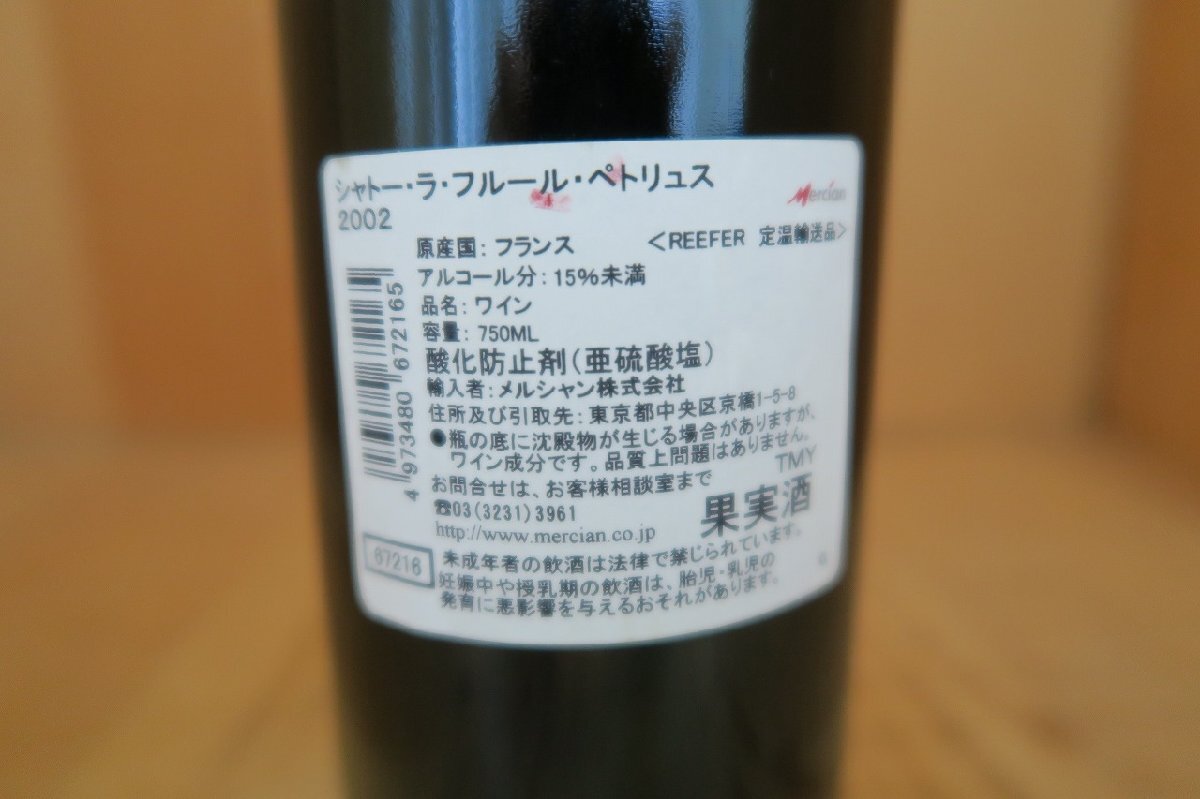 シャトー・ラ・フルール・ペトリュス
Mercian
2002
<REEFER 定温輸送品>
原産国: フランス
アルコール分: 15%未満
品名: ワイン
容量: 750ML
酸化防止剤(亜硫酸塩)
輸入者:メルシャン株式会社
住所及び引取先: 東京都中央区京橋1-5-8
●瓶の底に沈殿物が生じる場合がありますが、
ワイン成分です。品質上問題はありません。
TMY
お問合せは、お客様相談室まで
☎03(3231)3961
http://www.mercian.co.jp
果実酒
未成年者の飲酒は法律で禁じられています。
妊娠中や授乳期の飲酒は、胎児・乳児の
発育に悪影響を与えるおそれがあります。
4 973480 672165
67216